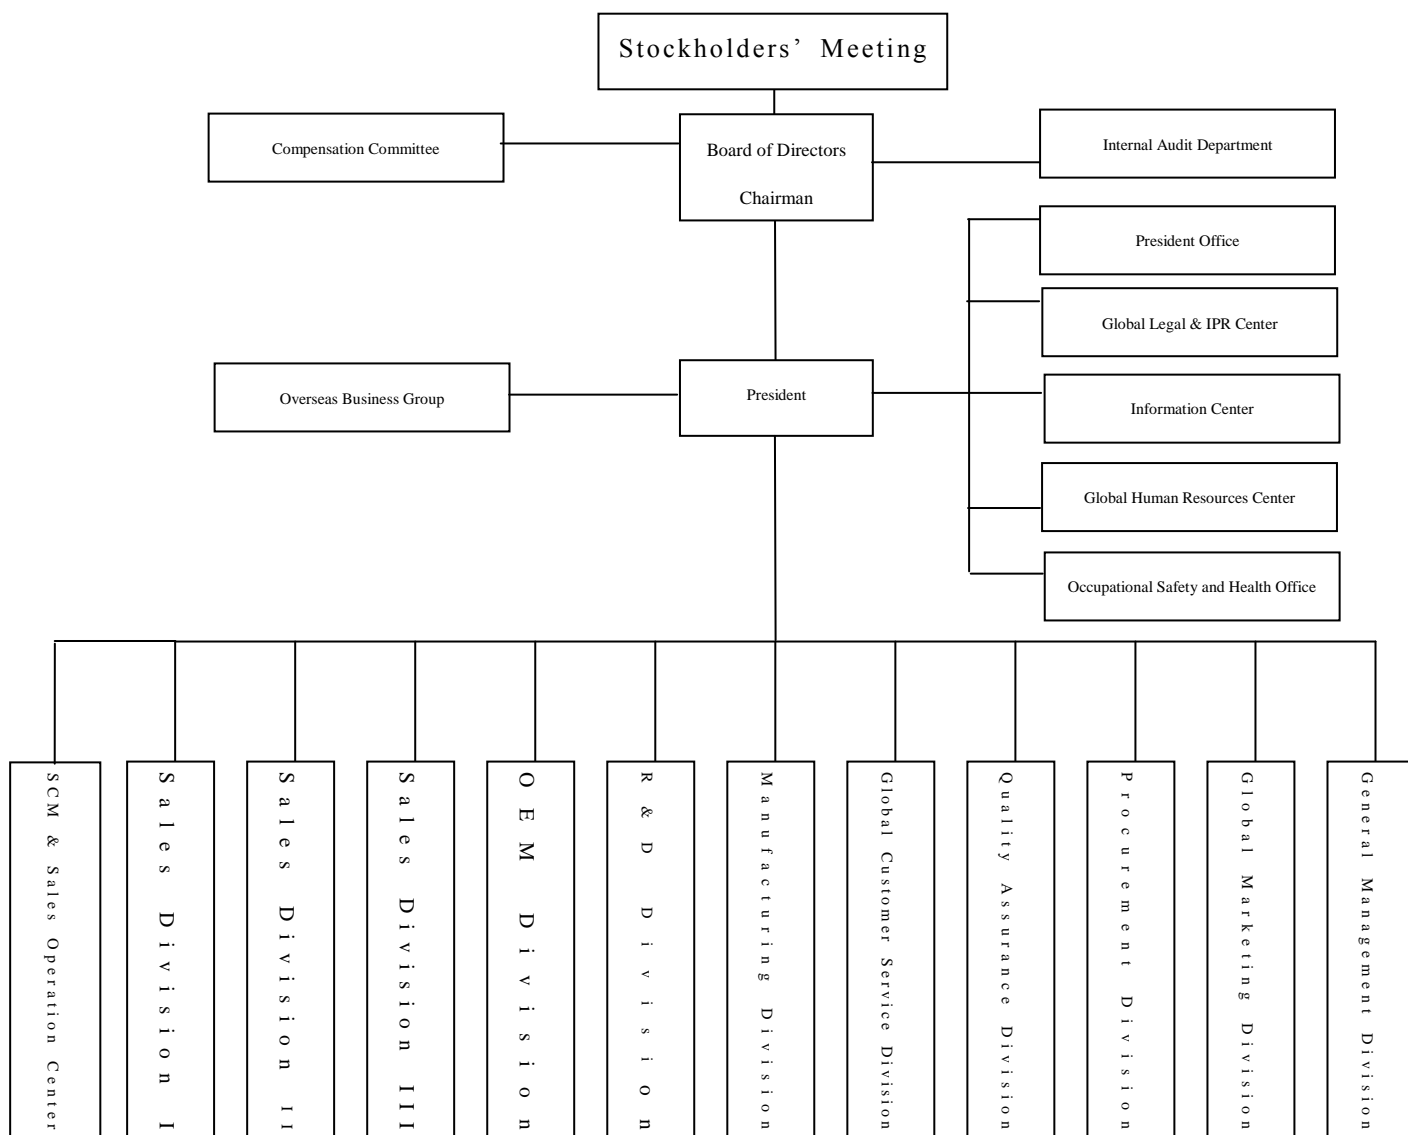 Stockholders’ Meeting
Compensation Committee
Board of Directors
Chairman
Internal Audit Department
President Office
Global Legal & IPR Center
Overseas Business Group
President
Information Center
Global Human Resources Center
Occupational Safety and Health Office
SCM & Sales Operation Center
Sales Division I
Sales Division II
Sales Division III
OEM Division
R&D Division
Manufacturing Division
Global Customer Service Division
Quality Assurance Division
Procurement Division
Global Marketing Division
General Management Division